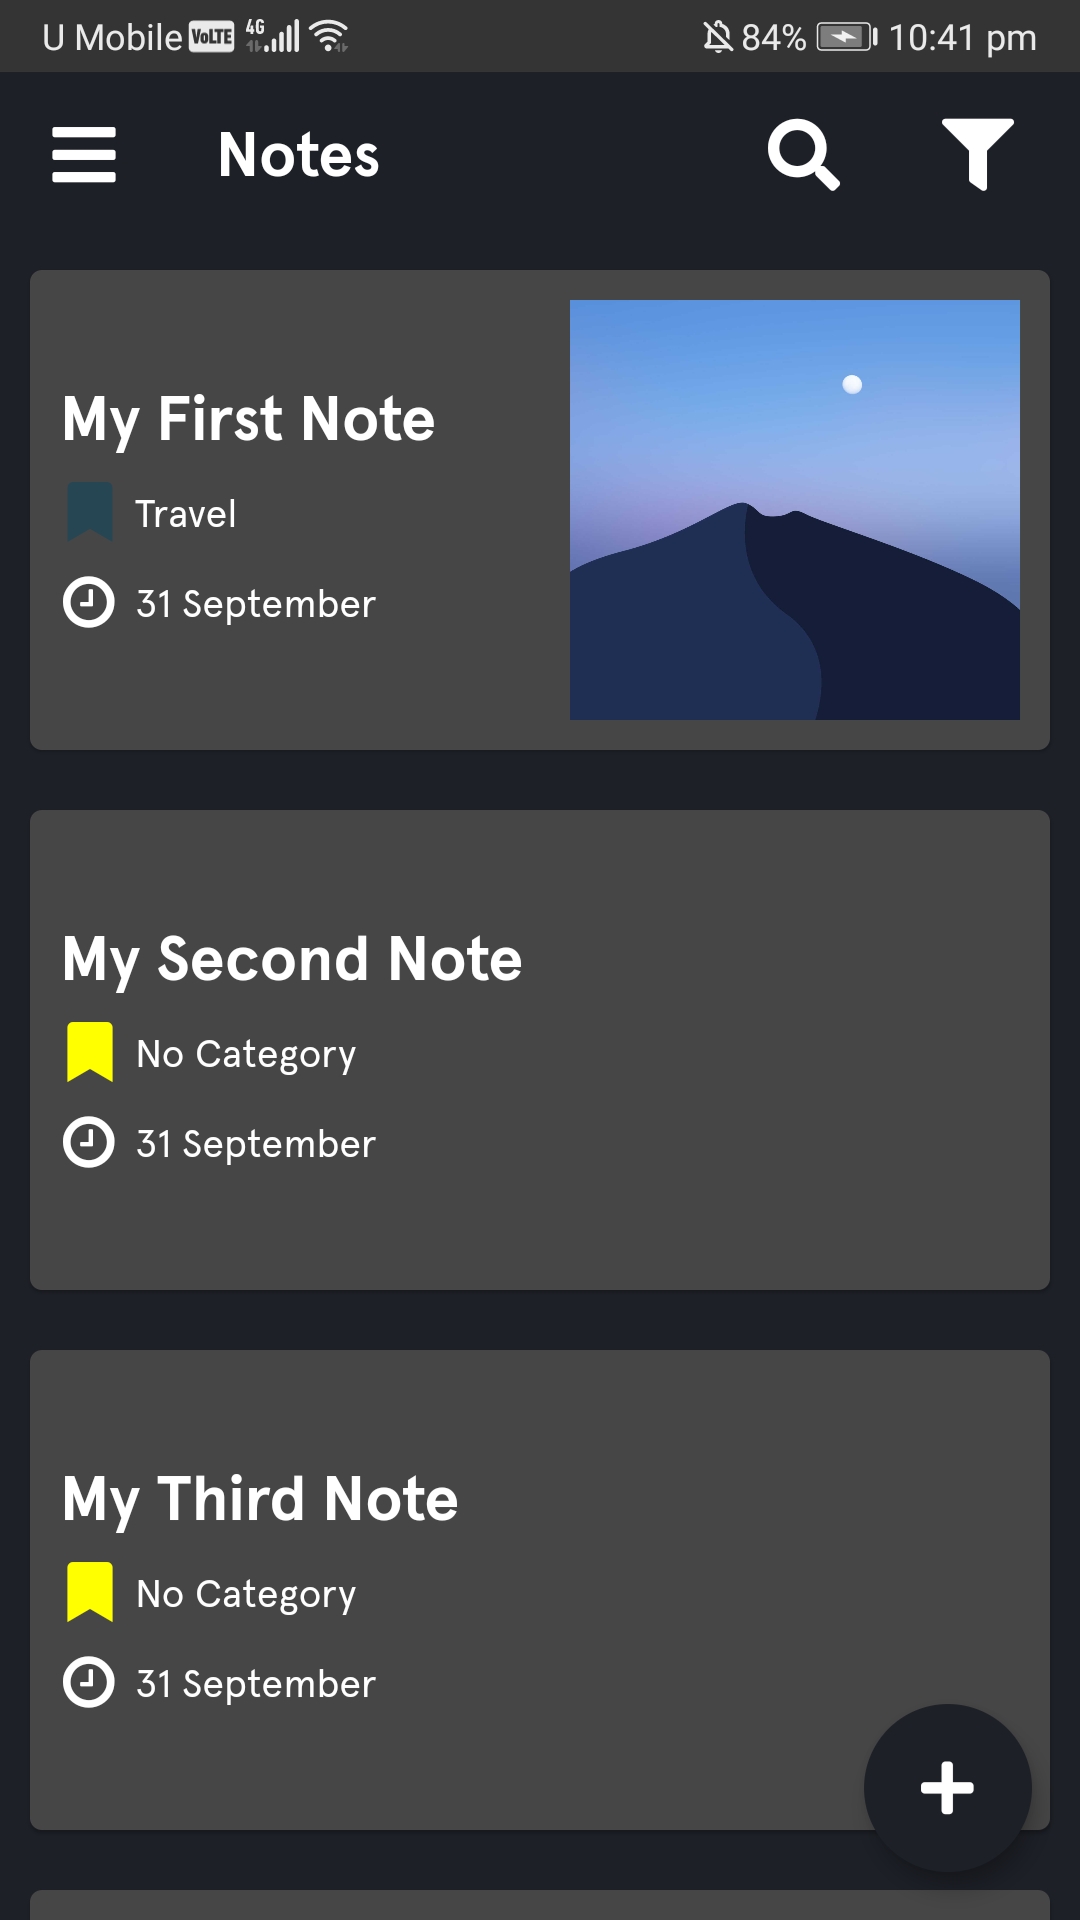 U Mobile VoLTE 4G 84% 10:41 pm
Notes
My First Note
Travel
31 September
My Second Note
No Category
31 September
My Third Note
No Category
31 September